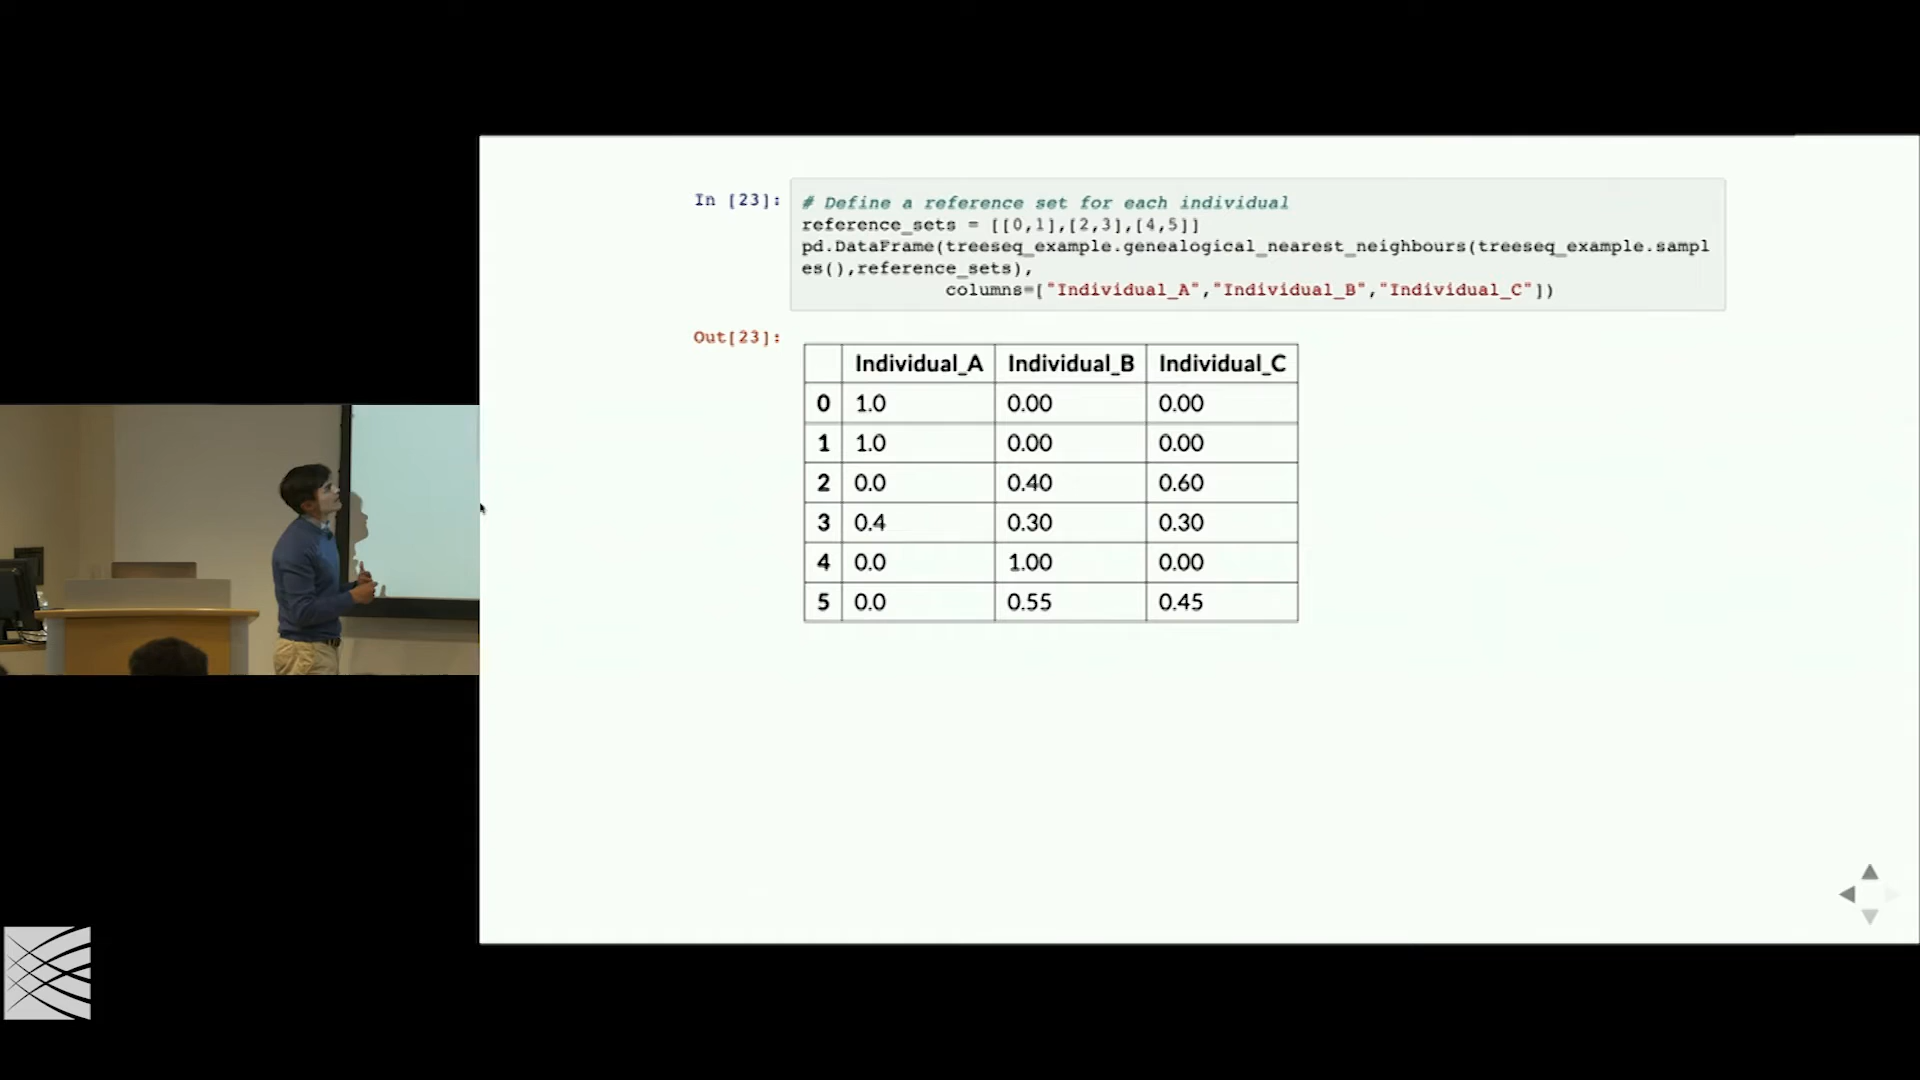 In [23]:
# Define a reference set for each individual
reference_sets = [[0,1],[2,3],[4,5]]
pd.DataFrame(treeseq_example.genealogical_nearest_neighbours(treeseq_example.sampl
es(),reference_sets),
columns=["Individual_A","Individual_B","Individual_C"])
Out[23]:
Individual_A Individual_B Individual_C
0 1.0 0.00 0.00
1 1.0 0.00 0.00
2 0.0 0.40 0.60
3 0.4 0.30 0.30
4 0.0 1.00 0.00
5 0.0 0.55 0.45